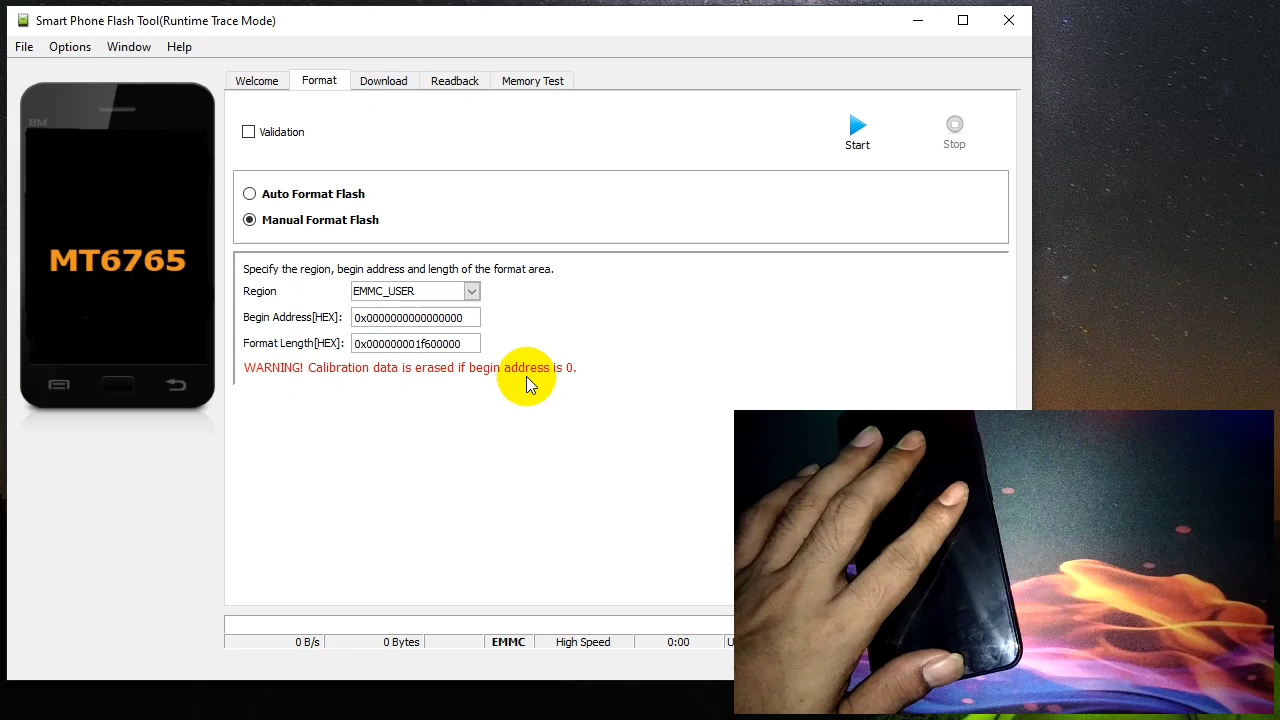 Smart Phone Flash Tool(Runtime Trace Mode)
File Options Window Help
Welcome Format Download Readback Memory Test
BM
Validation
Start Stop
Auto Format Flash
Manual Format Flash
MT6765
Specify the region, begin address and length of the format area.
Region EMMC_USER
Begin Address[HEX]: 0x0000000000000000
Format Length[HEX]: 0x000000001f600000
WARNING! Calibration data is erased if begin address is 0.
0 B/s 0 Bytes EMMC High Speed 0:00 U